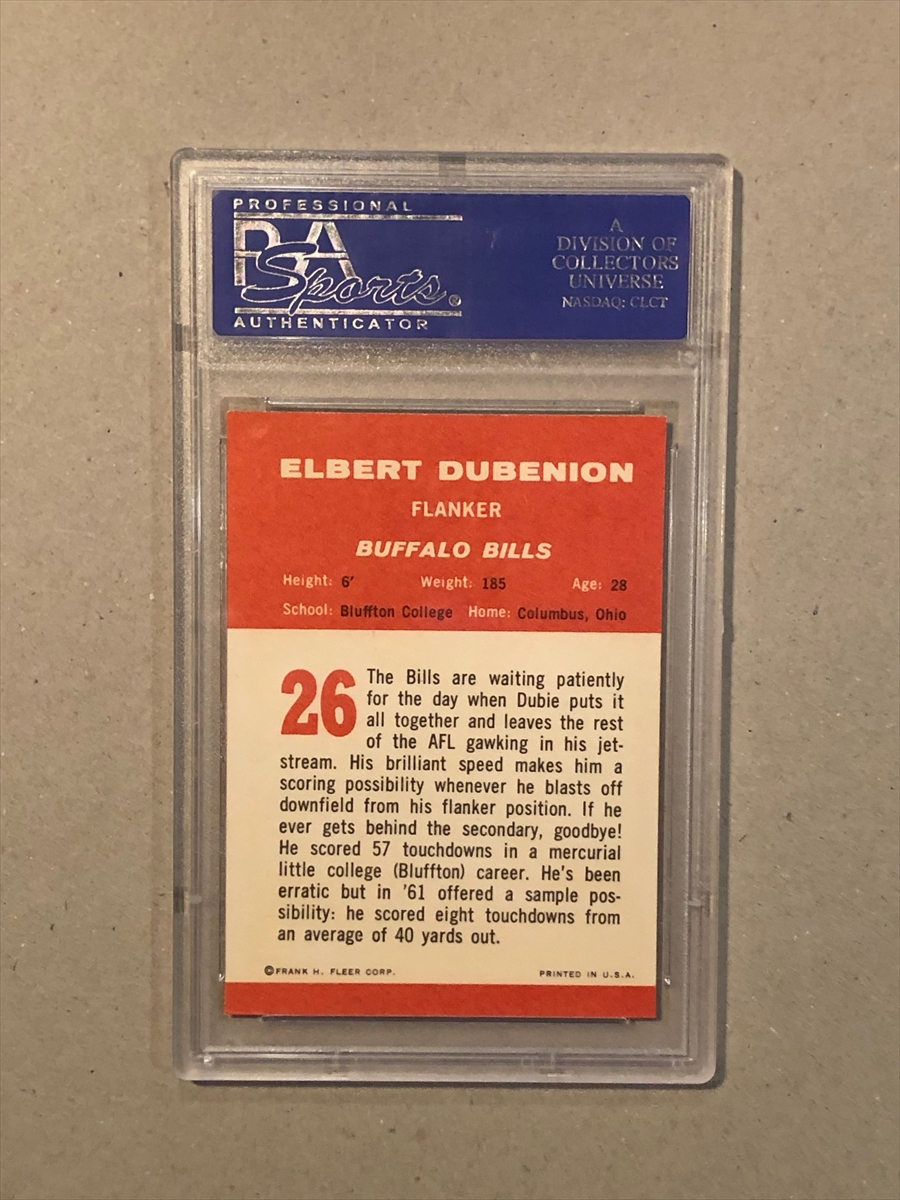 PROFESSIONAL
PSA
Sports®
AUTHENTICATOR
A
DIVISION OF
COLLECTORS
UNIVERSE
NASDAQ: CLCT
ELBERT DUBENION
FLANKER
BUFFALO BILLS
Height: 6' Weight: 185 Age: 28
School: Bluffton College Home: Columbus, Ohio
26
The Bills are waiting patiently
for the day when Dubie puts it
all together and leaves the rest
of the AFL gawking in his jet-
stream. His brilliant speed makes him a
scoring possibility whenever he blasts off
downfield from his flanker position. If he
ever gets behind the secondary, goodbye!
He scored 57 touchdowns in a mercurial
little college (Bluffton) career. He's been
erratic but in '61 offered a sample pos-
sibility: he scored eight touchdowns from
an average of 40 yards out.
©FRANK H. FLEER CORP. PRINTED IN U.S.A.